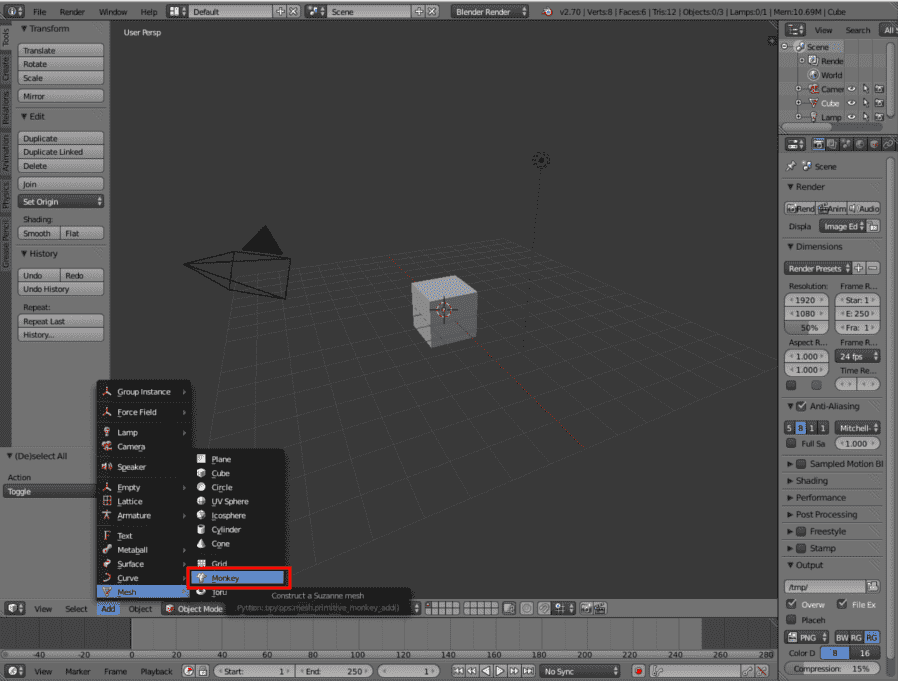 File Render Window Help Default Scene Blender Render v2.70 | Verts:8 | Faces:6 | Tris:12 | Objects:0/3 | Lamps:0/1 | Mem:10.69M | Cube
Tools
Create
Relations
Animation
Physics
Grease Pencil
Transform
Translate
Rotate
Scale
Mirror
Edit
Duplicate
Duplicate Linked
Delete
Join
Set Origin
Shading:
Smooth Flat
History
Undo Redo
Undo History
Repeat:
Repeat Last
History...
(De)select All
Action
Toggle
User Persp
Group Instance
Force Field
Lamp
Camera
Speaker
Empty
Lattice
Armature
Text
Metaball
Surface
Curve
Mesh
Plane
Cube
Circle
UV Sphere
Icosphere
Cylinder
Cone
Grid
Monkey
Toru
Construct a Suzanne mesh
View Search All
Scene
Rende
World
Camer
Cube
Lamp
Scene
Render
Rend Anim Audio
Displa Image Ed
Dimensions
Render Presets
Resolution: Frame R...
1920 Star: 1
1080 E: 250
50% Fra: 1
Aspect R... Frame R...
1.000 24 fps
1.000 Time Re...
Anti-Aliasing
5 8 1 1 Mitchell-
Full Sa 1.000
Sampled Motion Bl
Shading
Performance
Post Processing
Freestyle
Stamp
Output
/tmp/
Overw File Ex
Placeh
PNG BW RG RG
Color D 8 16
Compression: 15%
View Select Add Object Object Mode
-40 -20 0 20 40 60 80 100 120 140 160 180 200 220 240 260 280
View Marker Frame Playback Start: 1 End: 250 1 No Sync